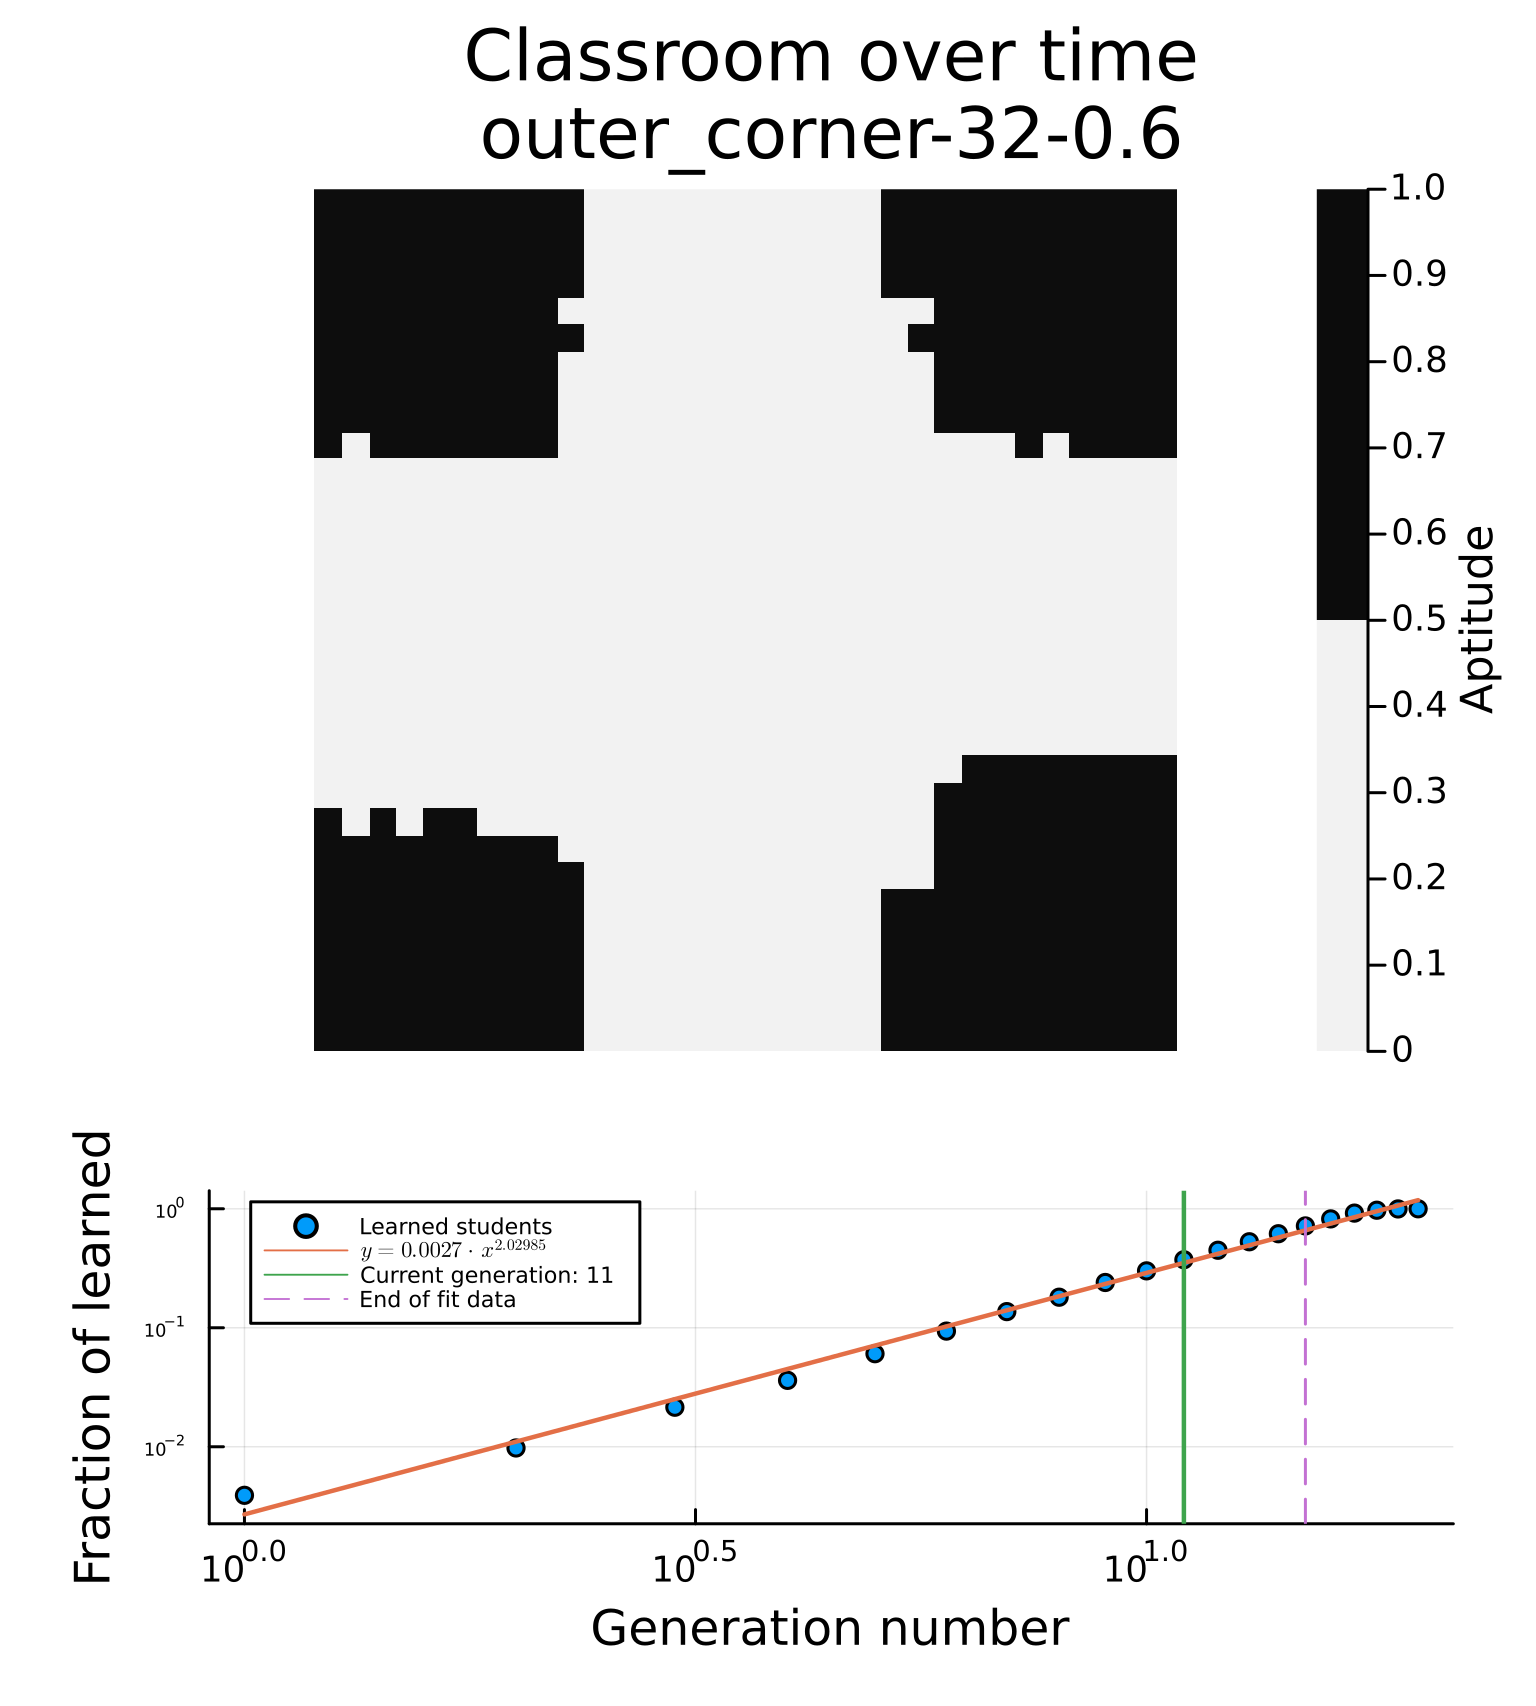 Classroom over time
outer_corner-32-0.6
1.0
0.9
0.8
0.7
0.6
0.5
0.4
0.3
0.2
0.1
0
Aptitude
Fraction of learned
10⁰
10⁻¹
10⁻²
Learned students
y = 0.0027 · x^2.02985
Current generation: 11
End of fit data
10^0.0
10^0.5
10^1.0
Generation number